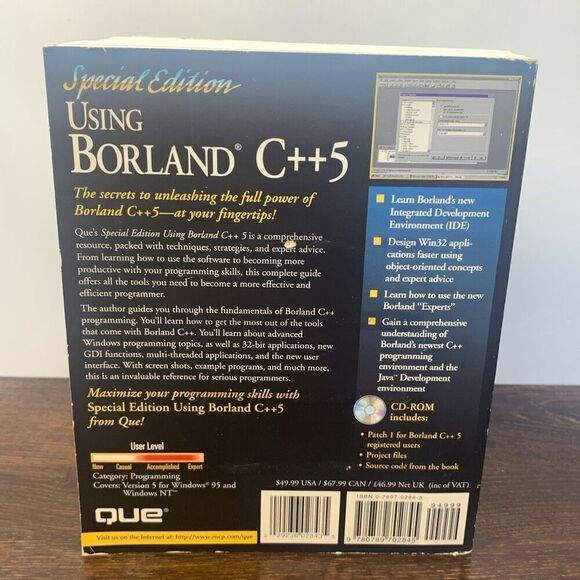 Special Edition
USING
BORLAND® C++5
The secrets to unleashing the full power of
Borland C++5—at your fingertips!
Que's Special Edition Using Borland C++ 5 is a comprehensive
resource, packed with techniques, strategies, and expert advice.
From learning how to use the software to becoming more
productive with your programming skills, this complete guide
offers all the tools you need to become a more effective and
efficient programmer.
The author guides you through the fundamentals of Borland C++
programming. You'll learn how to get the most out of the tools
that come with Borland C++. You'll learn about advanced
Windows programming topics, as well as 32-bit applications, new
GDI functions, multi-threaded applications, and the new user
interface. With screen shots, example programs, and much more,
this is an invaluable reference for serious programmers.
Maximize your programming skills with
Special Edition Using Borland C++5
from Que!
User Level
New Casual Accomplished Expert
Category: Programming
Covers: Version 5 for Windows® 95 and
Windows NT™
que®
Visit us on the Internet at: http://www.mcp.com/que
Learn Borland's new
Integrated Development
Environment (IDE)
Design Win32 appli-
cations faster using
object-oriented concepts
and expert advice
Learn how to use the new
Borland "Experts"
Gain a comprehensive
understanding of
Borland's newest C++
programming
environment and the
Java™ Development
environment
CD-ROM
includes:
• Patch 1 for Borland C++ 5
registered users
• Project files
• Source code from the book
$49.99 USA / $67.99 CAN / £46.99 Net UK (inc of VAT)
0 29236 02843 5
ISBN 0-7897-0284-3
94999
9 780789 702845